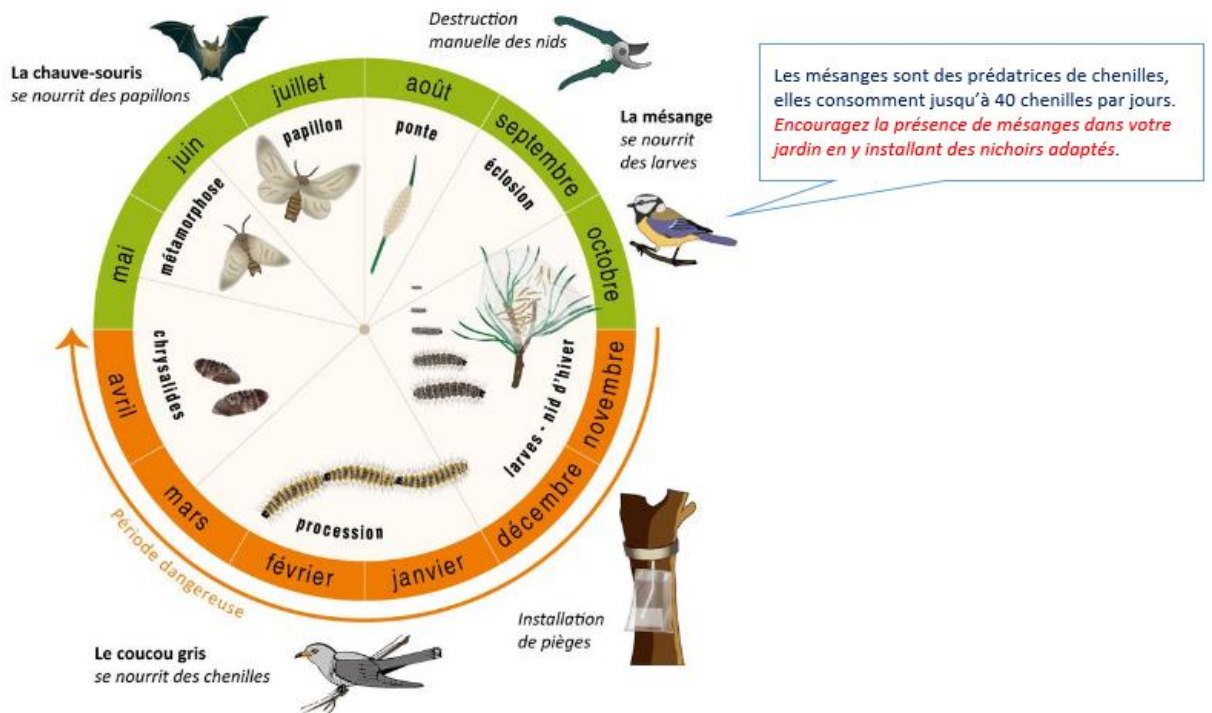 Destruction
manuelle des nids
La chauve-souris
se nourrit des papillons
Les mésanges sont des prédatrices de chenilles,
elles consomment jusqu'à 40 chenilles par jours.
Encouragez la présence de mésanges dans votre
jardin en y installant des nichoirs adaptés.
La mésange
se nourrit
des larves
juillet
août
septembre
octobre
novembre
décembre
janvier
février
mars
avril
mai
juin
papillon
ponte
éclosion
larves - nid d'hiver
procession
chrysalides
métamorphose
Période dangereuse
Installation
de pièges
Le coucou gris
se nourrit des chenilles